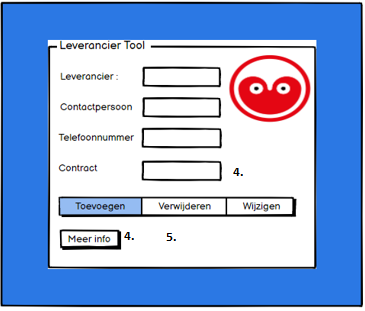 Leverancier Tool
Leverancier :
Contactpersoon
Telefoonnummer
Contract
4.
Toevoegen Verwijderen Wijzigen
Meer info 4. 5.